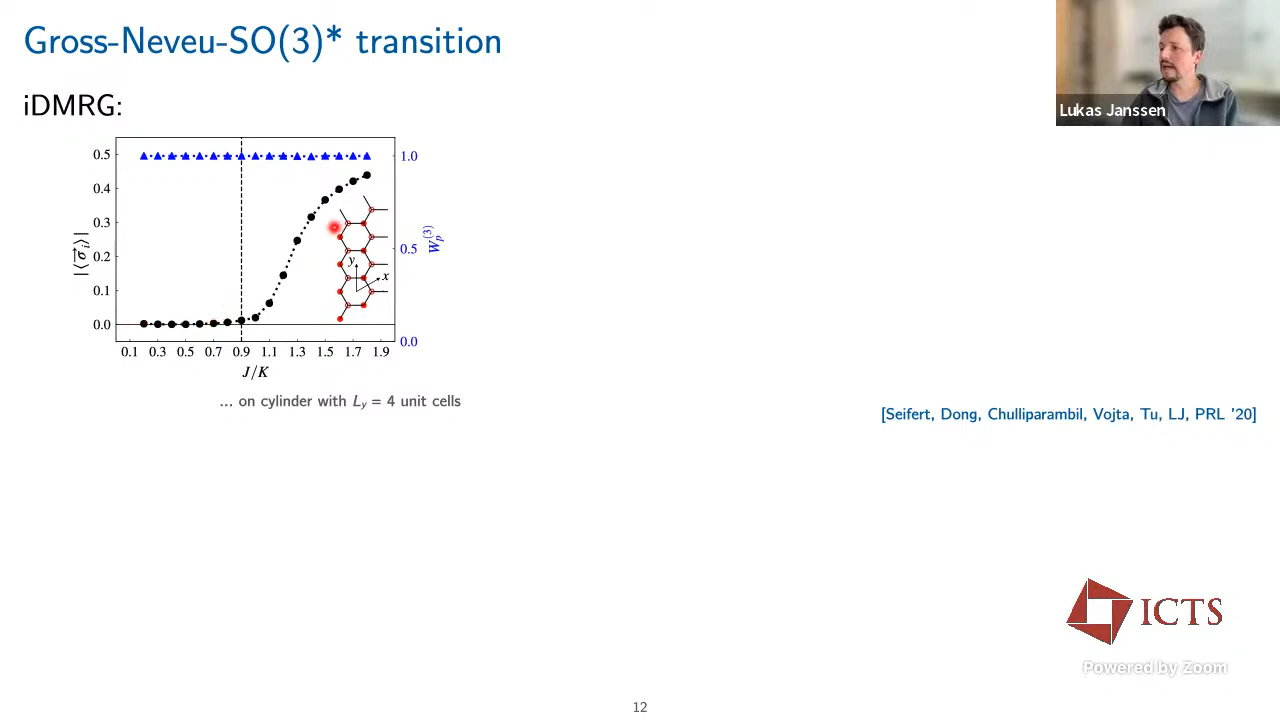 Gross-Neveu-SO(3)* transition
Lukas Janssen
iDMRG:
0.5
0.4
0.3
0.2
0.1
0.0
|⟨σ⃗ᵢ⟩|
1.0
0.5
0.0
Wₚ⁽³⁾
y
x
0.1 0.3 0.5 0.7 0.9 1.1 1.3 1.5 1.7 1.9
J/K
... on cylinder with Lᵧ = 4 unit cells
[Seifert, Dong, Chulliparambil, Vojta, Tu, LJ, PRL '20]
ICTS
Powered by Zoom
12